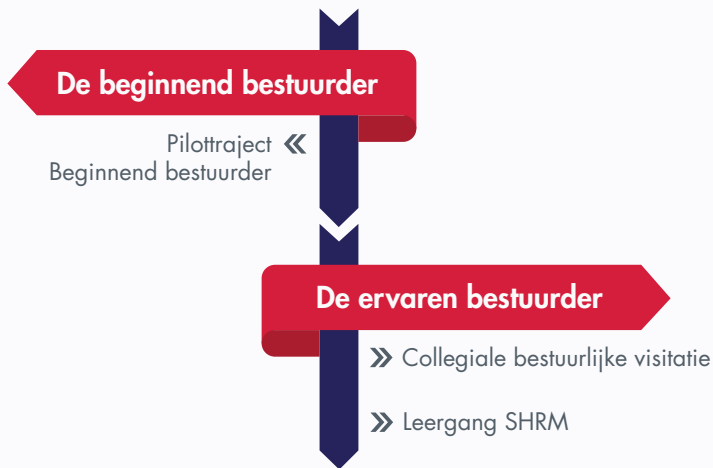 De beginnend bestuurder
Pilottraject
Beginnend bestuurder
De ervaren bestuurder
Collegiale bestuurlijke visitatie
Leergang SHRM